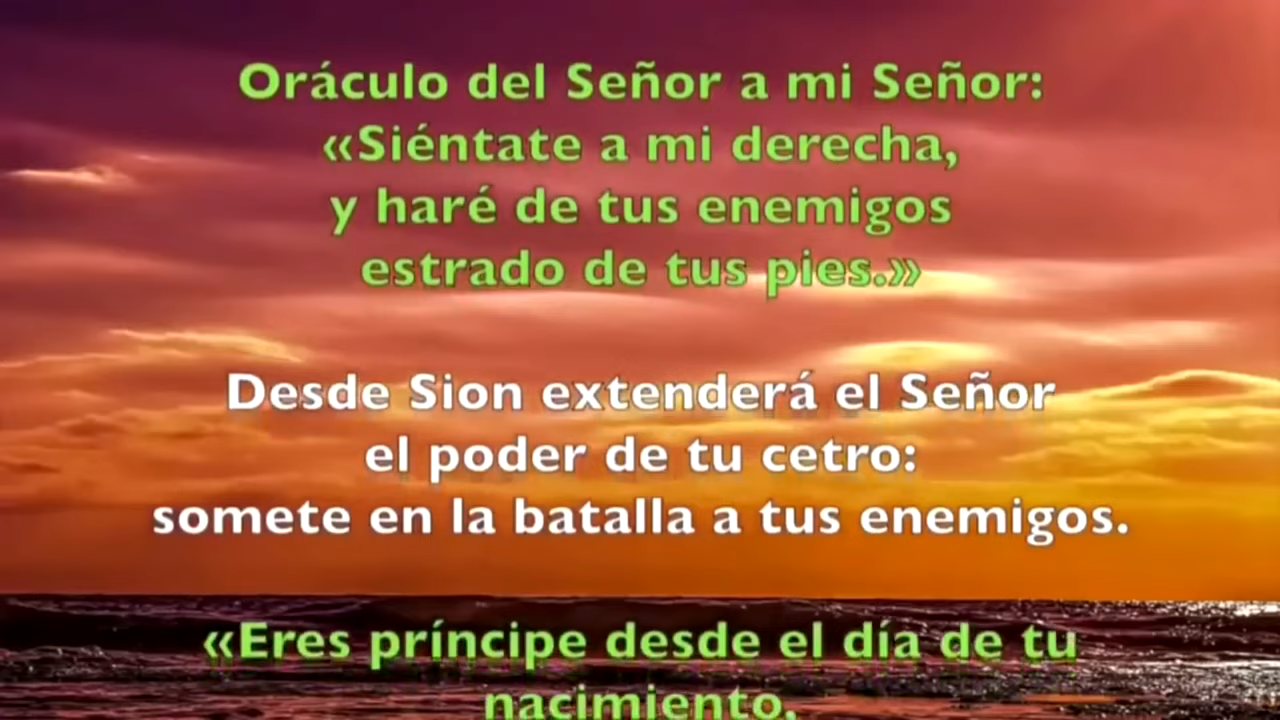 Oráculo del Señor a mi Señor:
«Siéntate a mi derecha,
y haré de tus enemigos
estrado de tus pies.»
Desde Sion extenderá el Señor
el poder de tu cetro:
somete en la batalla a tus enemigos.
«Eres príncipe desde el día de tu
nacimiento,